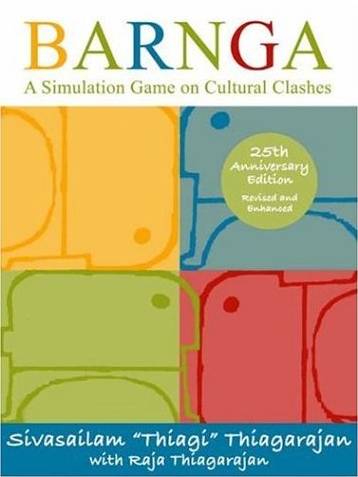 BARNGA
A Simulation Game on Cultural Clashes
25th
Anniversary
Edition
Revised and
Enhanced
Sivasailam "Thiagi" Thiagarajan
with Raja Thiagarajan